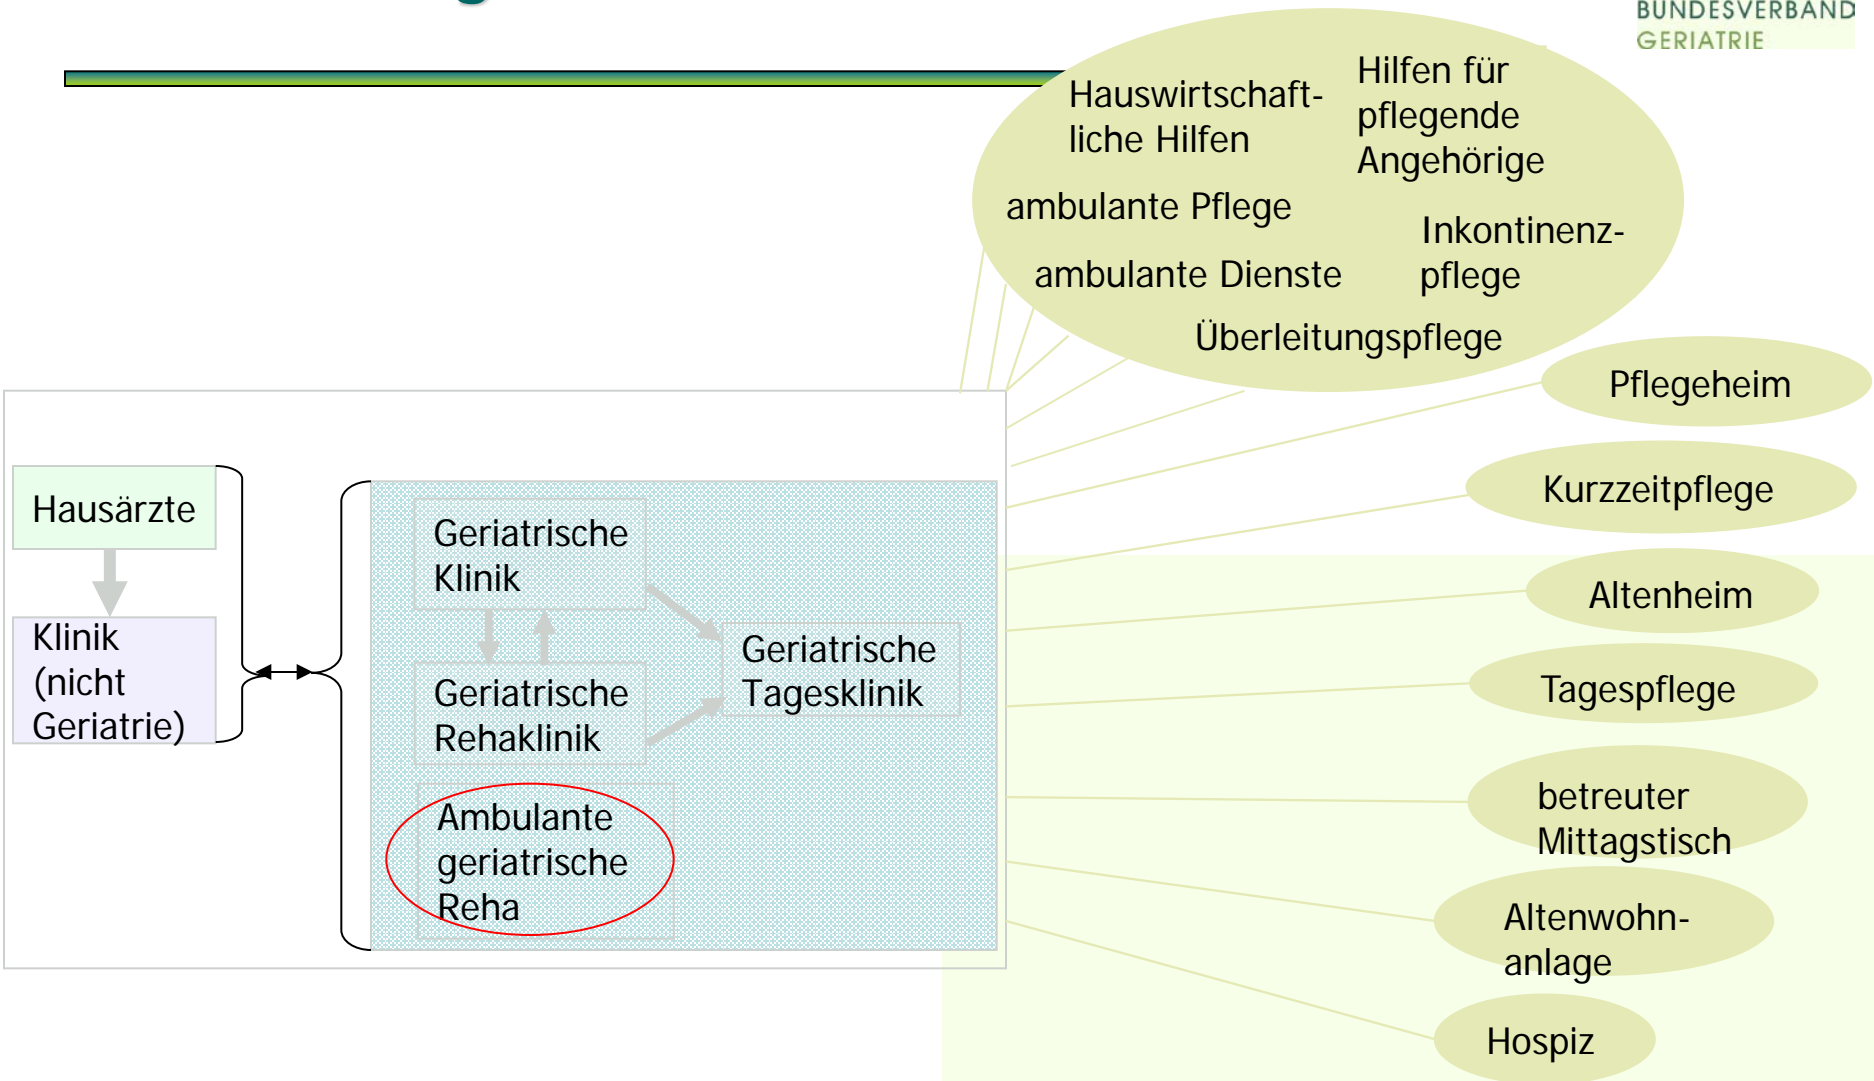 BUNDESVERBAND
GERIATRIE
Hauswirtschaft-
liche Hilfen
Hilfen für
pflegende
Angehörige
ambulante Pflege
Inkontinenz-
pflege
ambulante Dienste
Überleitungspflege
Pflegeheim
Kurzzeitpflege
Altenheim
Tagespflege
betreuter
Mittagstisch
Altenwohn-
anlage
Hospiz
Hausärzte
Klinik
(nicht
Geriatrie)
Geriatrische
Klinik
Geriatrische
Rehaklinik
Geriatrische
Tagesklinik
Ambulante
geriatrische
Reha